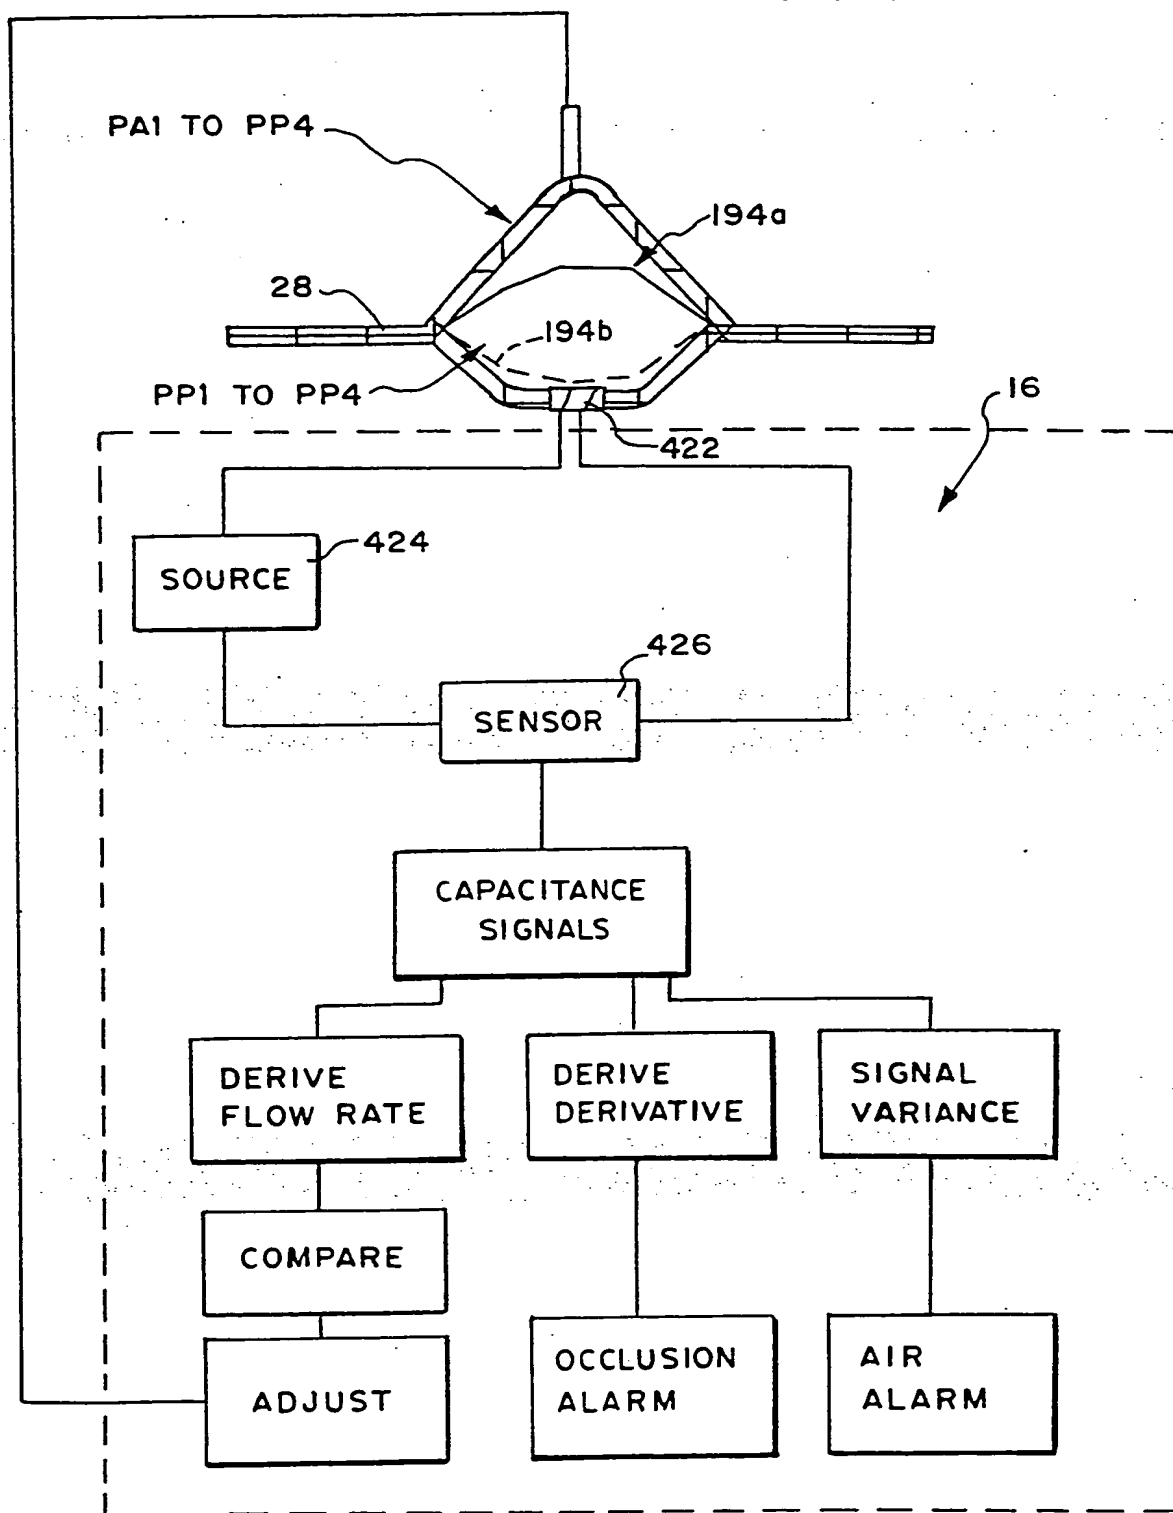 PA1 TO PP4
194a
28
194b
PP1 TO PP4
16
422
424
SOURCE
426
SENSOR
CAPACITANCE
SIGNALS
DERIVE
FLOW RATE
DERIVE
DERIVATIVE
SIGNAL
VARIANCE
COMPARE
OCCLUSION
ALARM
AIR
ALARM
ADJUST